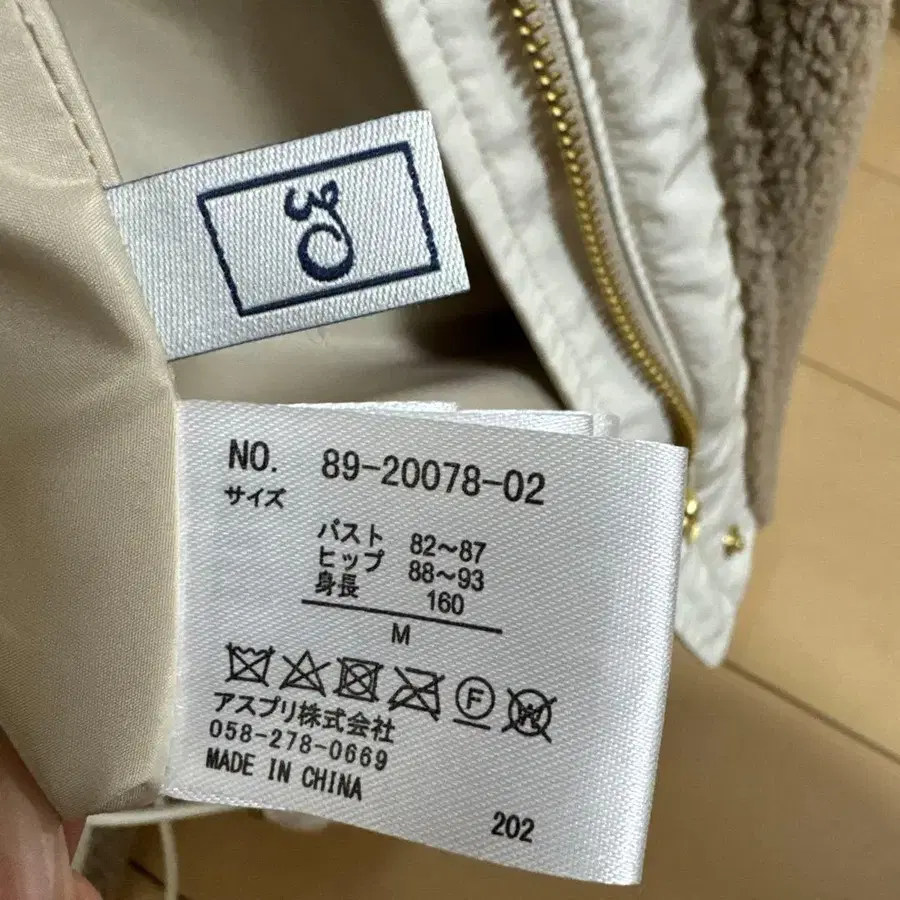 NO. 89-20078-02
サイズ
バスト 82～87
ヒップ 88～93
身長 160
M
F
W
アスプリ株式会社
058-278-0669
MADE IN CHINA
202